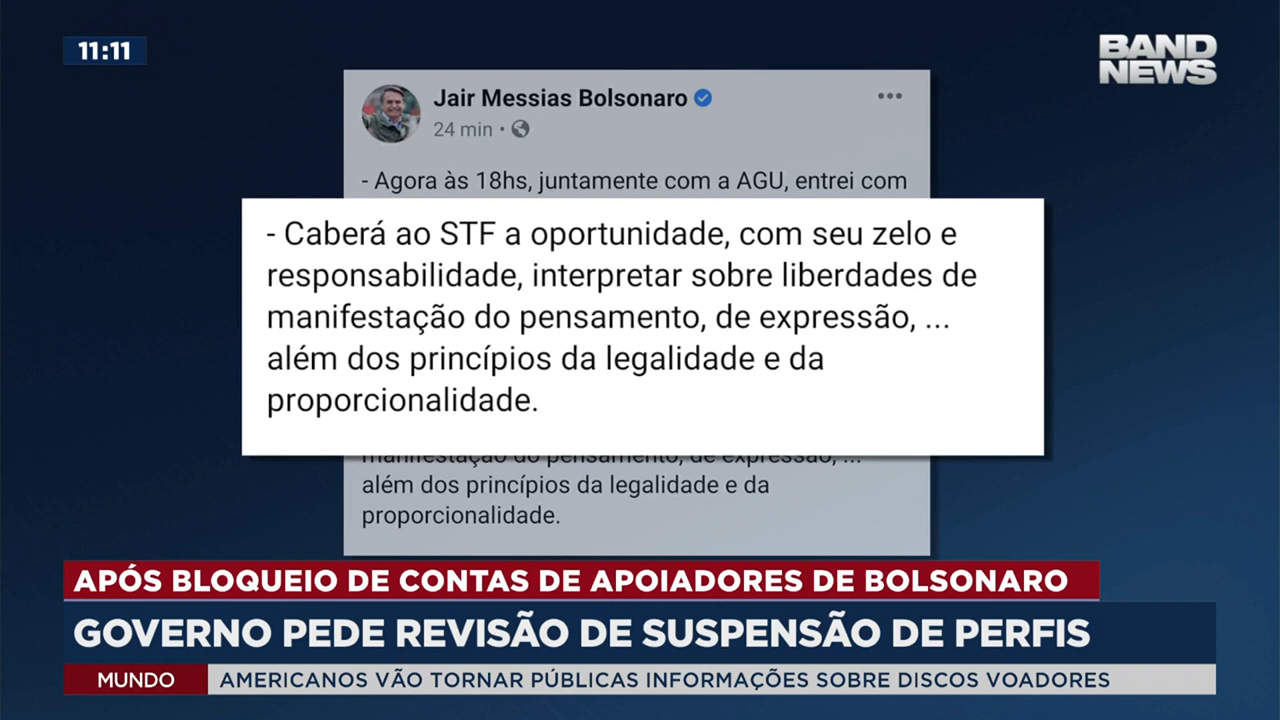 11:11
BAND
NEWS
Jair Messias Bolsonaro
24 min
- Agora às 18hs, juntamente com a AGU, entrei com
- Caberá ao STF a oportunidade, com seu zelo e
responsabilidade, interpretar sobre liberdades de
manifestação do pensamento, de expressão, ...
além dos princípios da legalidade e da
proporcionalidade.
manifestação do pensamento, de expressão, ...
além dos princípios da legalidade e da
proporcionalidade.
APÓS BLOQUEIO DE CONTAS DE APOIADORES DE BOLSONARO
GOVERNO PEDE REVISÃO DE SUSPENSÃO DE PERFIS
MUNDO AMERICANOS VÃO TORNAR PÚBLICAS INFORMAÇÕES SOBRE DISCOS VOADORES